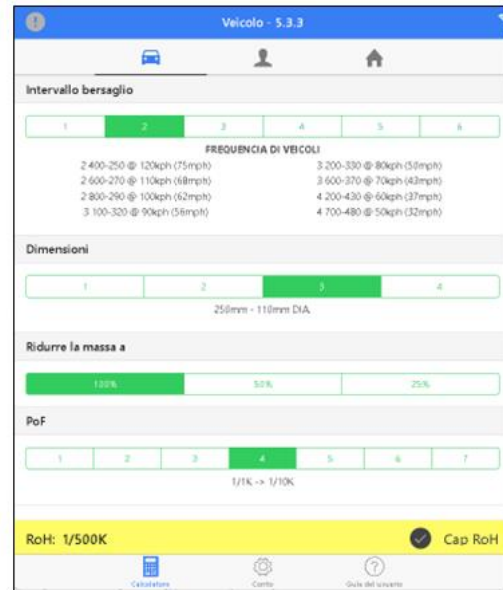 Veicolo - 5.3.3
Intervallo bersaglio
1 2 3 4 5 6
FREQUENCIA DI VEICOLI
2 400-250 @ 120kph (75mph) 3 200-330 @ 80kph (50mph)
2 600-270 @ 110kph (68mph) 3 600-370 @ 70kph (43mph)
2 800-290 @ 100kph (62mph) 4 200-430 @ 60kph (37mph)
3 100-320 @ 90kph (56mph) 4 700-480 @ 50kph (32mph)
Dimensioni
1 2 3 4
250mm - 110mm DIA.
Ridurre la massa a
100% 50% 25%
PoF
1 2 3 4 5 6 7
1/1K -> 1/10K
RoH: 1/500K Cap RoH
Calcolatore Conto Guia del usuario